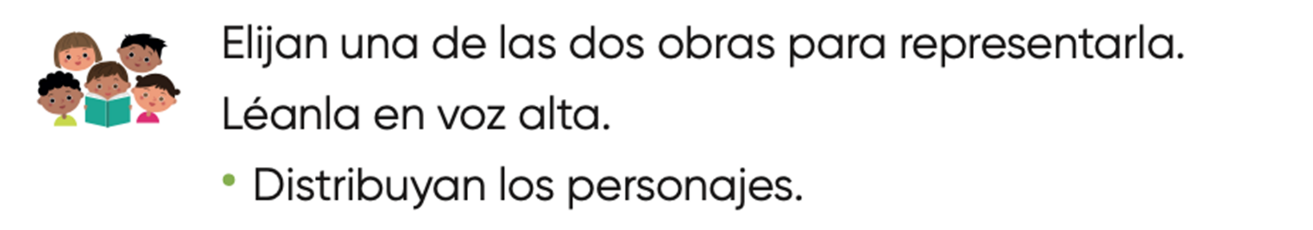 Elijan una de las dos obras para representarla.
Léanla en voz alta.
• Distribuyan los personajes.